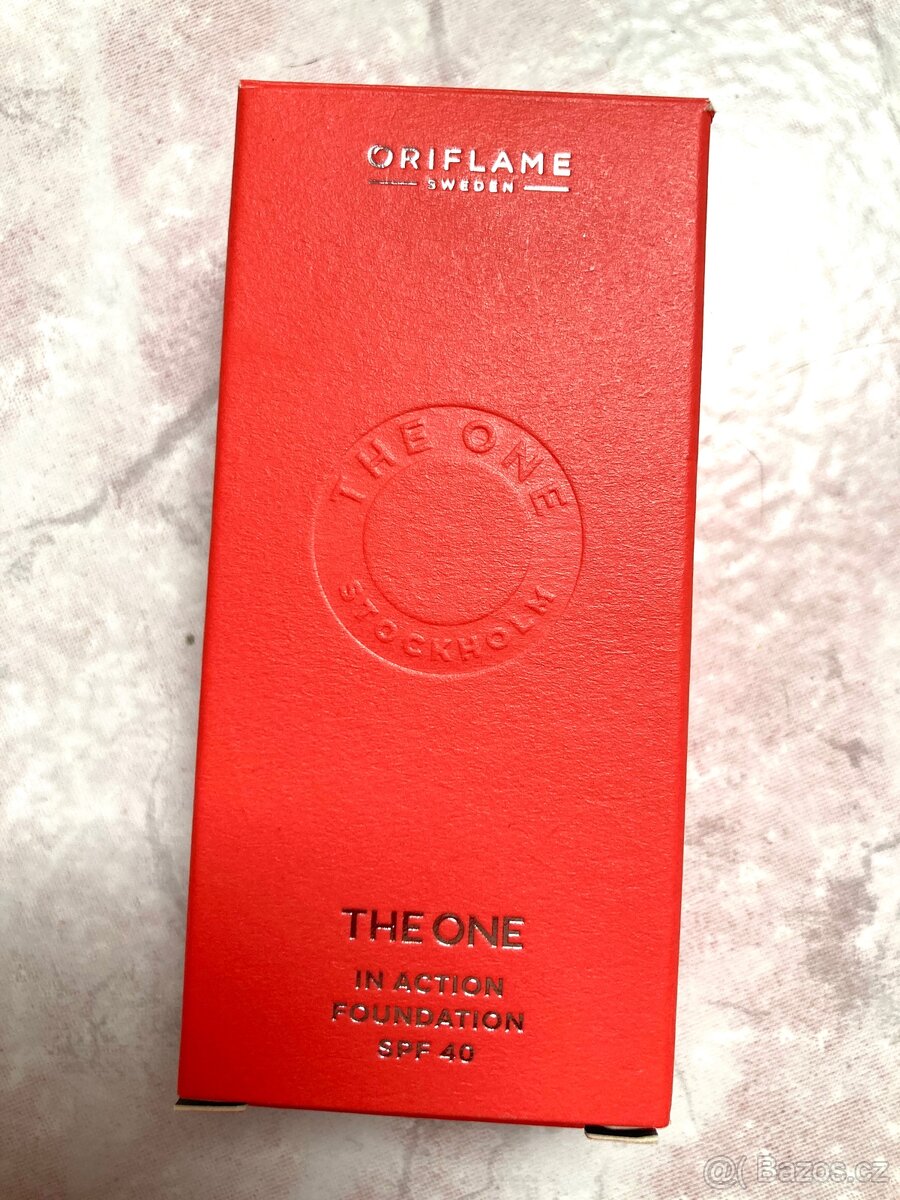 ORIFLAME
SWEDEN
THE ONE
STOCKHOLM
THE ONE
IN ACTION
FOUNDATION
SPF 40
@( Bazos.cz